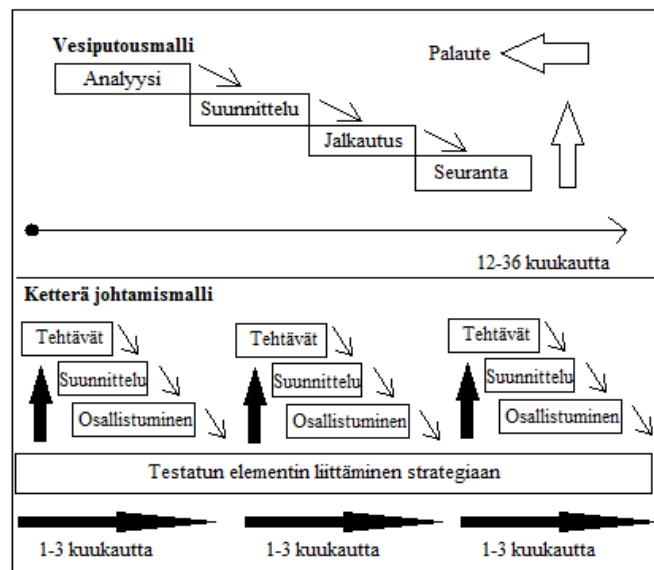 Vesiputousmalli
Palaute
Analyysi
Suunnittelu
Jalkautus
Seuranta
12-36 kuukautta
Ketterä johtamismalli
Tehtävät
Suunnittelu
Osallistuminen
Tehtävät
Suunnittelu
Osallistuminen
Tehtävät
Suunnittelu
Osallistuminen
Testatun elementin liittäminen strategiaan
1-3 kuukautta
1-3 kuukautta
1-3 kuukautta